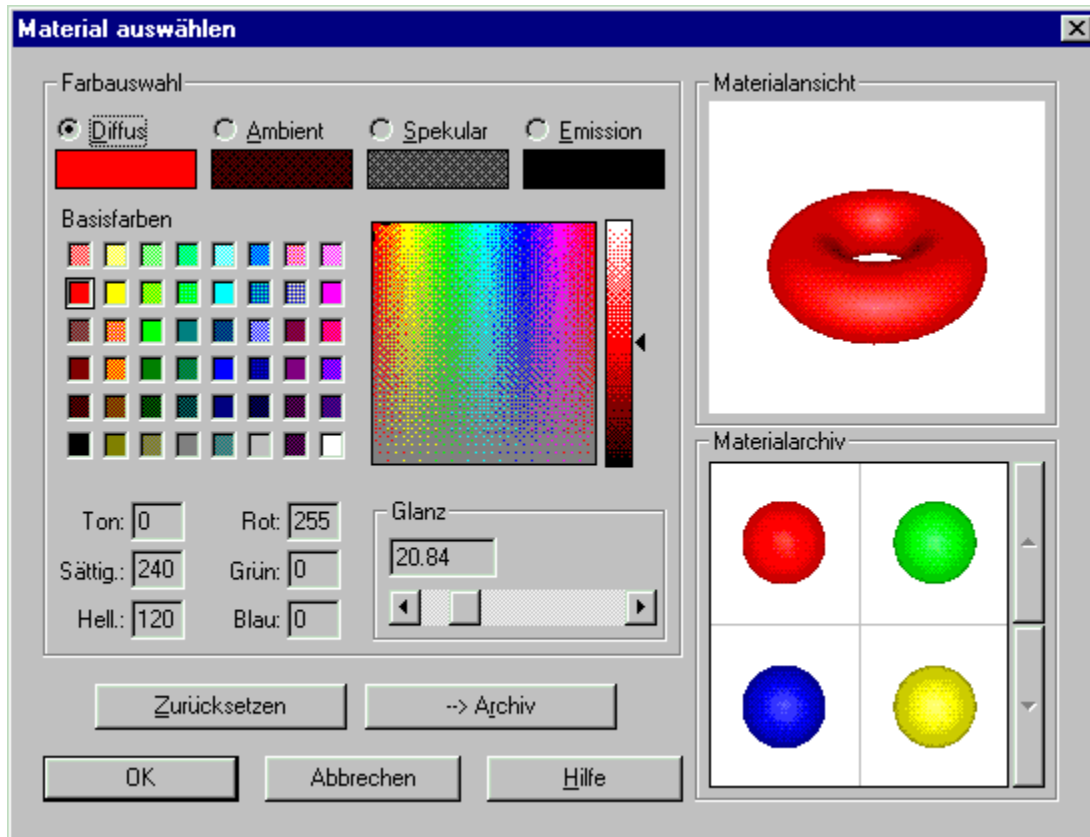 Material auswählen
Farbauswahl
Diffus Ambient Spekular Emission
Basisfarben
Ton: 0 Rot: 255
Sättig.: 240 Grün: 0
Hell.: 120 Blau: 0
Glanz
20.84
Zurücksetzen --> Archiv
OK Abbrechen Hilfe
Materialansicht
Materialarchiv